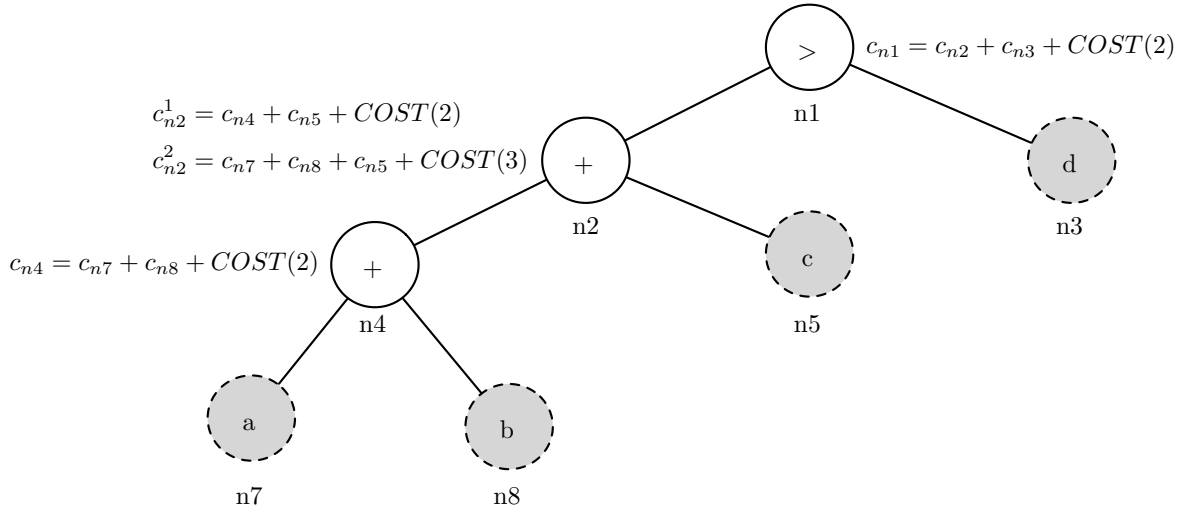 >
c_{n1} = c_{n2} + c_{n3} + COST(2)
n1
c^1_{n2} = c_{n4} + c_{n5} + COST(2)
c^2_{n2} = c_{n7} + c_{n8} + c_{n5} + COST(3)
+
n2
d
n3
c_{n4} = c_{n7} + c_{n8} + COST(2)
+
n4
c
n5
a
n7
b
n8